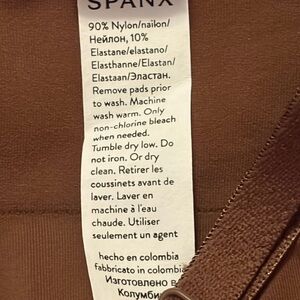 SPANX
90% Nylon/nailon/
Нейлон, 10%
Elastane/elastano/
Elasthanne/Elastan/
Elastaan/Эластан.
Remove pads prior
to wash. Machine
wash warm. Only
non-chlorine bleach
when needed.
Tumble dry low. Do
not iron. Or dry
clean. Retirer les
coussinets avant de
laver. Laver en
machine à l'eau
chaude. Utiliser
seulement un agent
hecho en colombia
fabbricato in colombia
Изготовлено в
Колумбии